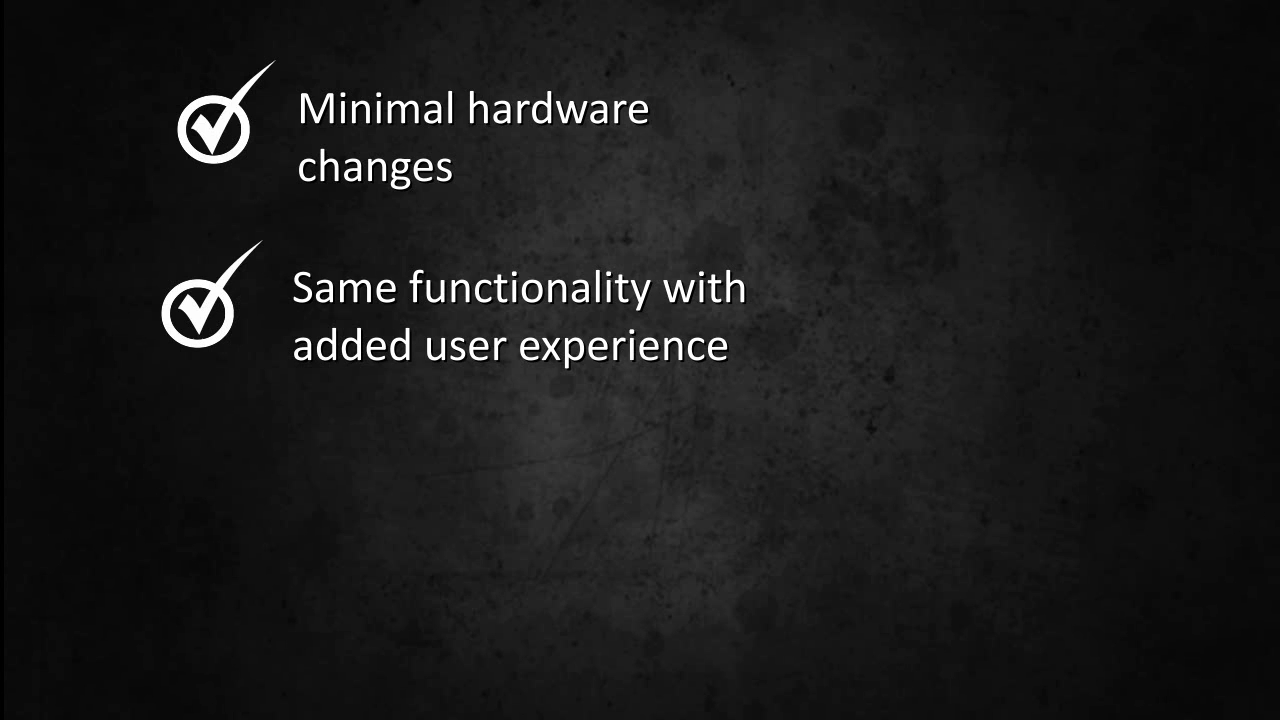 Minimal hardware
changes
Same functionality with
added user experience